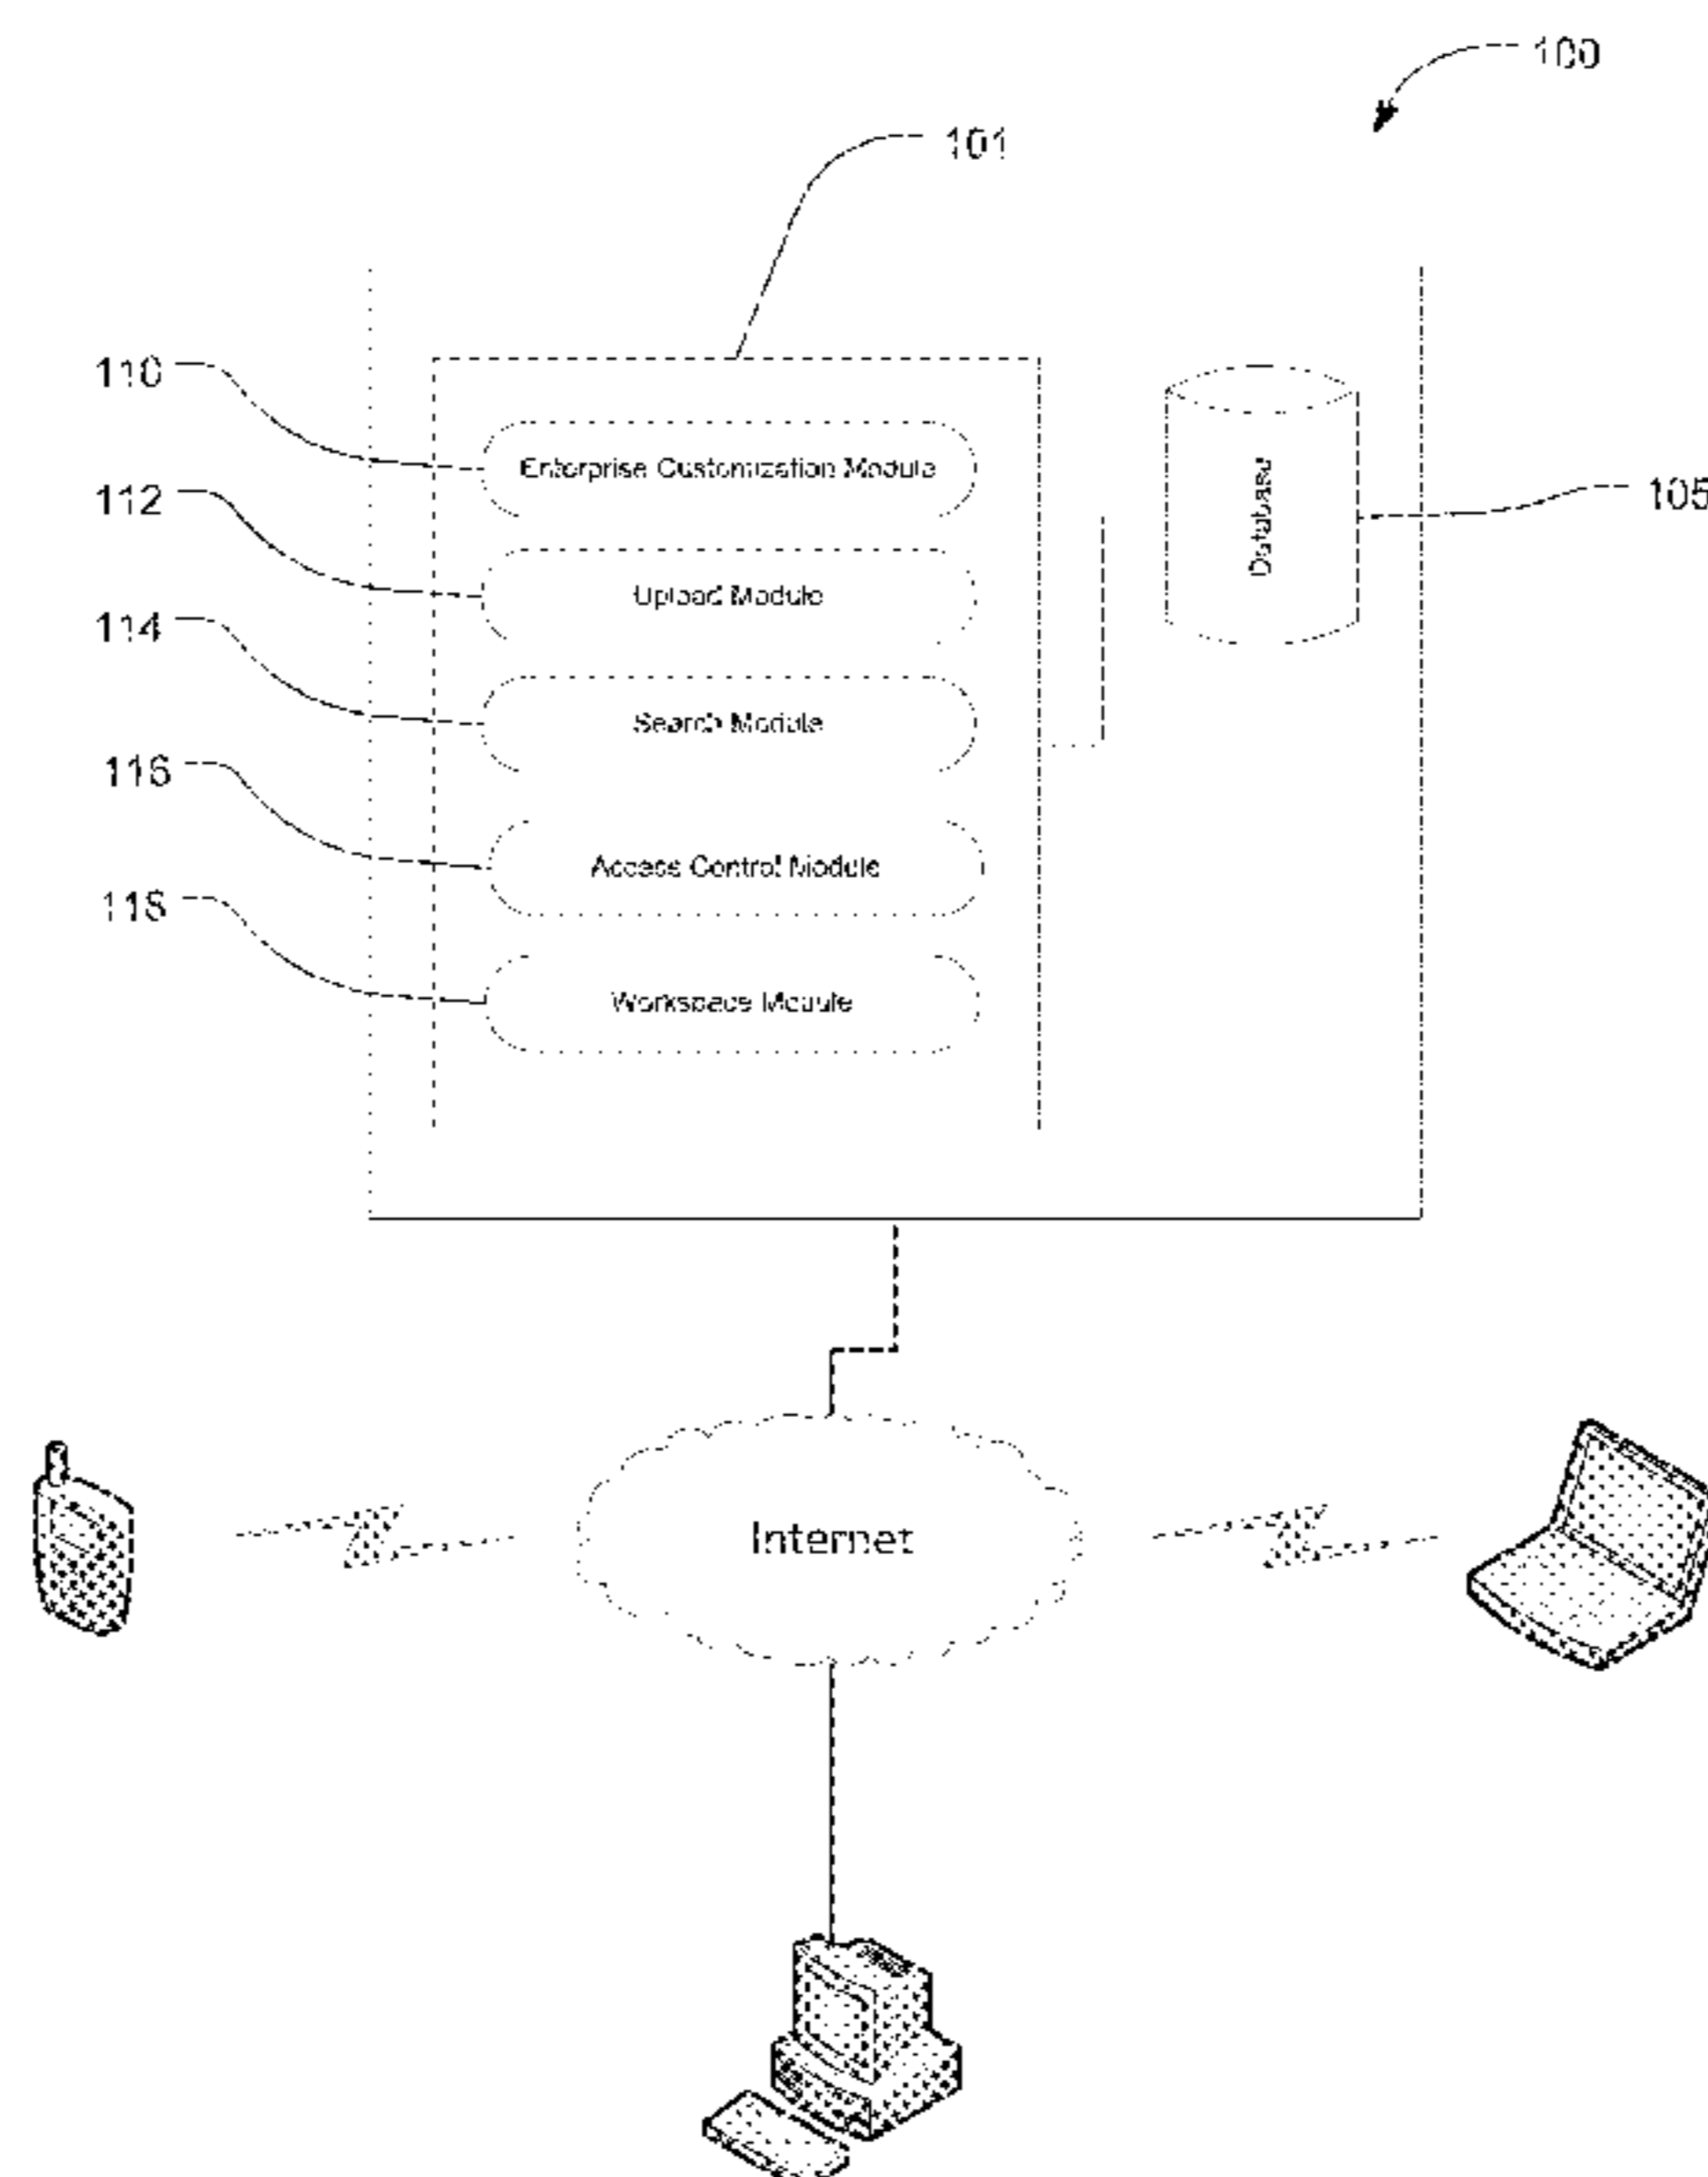 100
101
110
Enterprise Customization Module
112
Upload Module
Database
105
114
Search Module
116
Access Control Module
118
Workspace Module
Internet